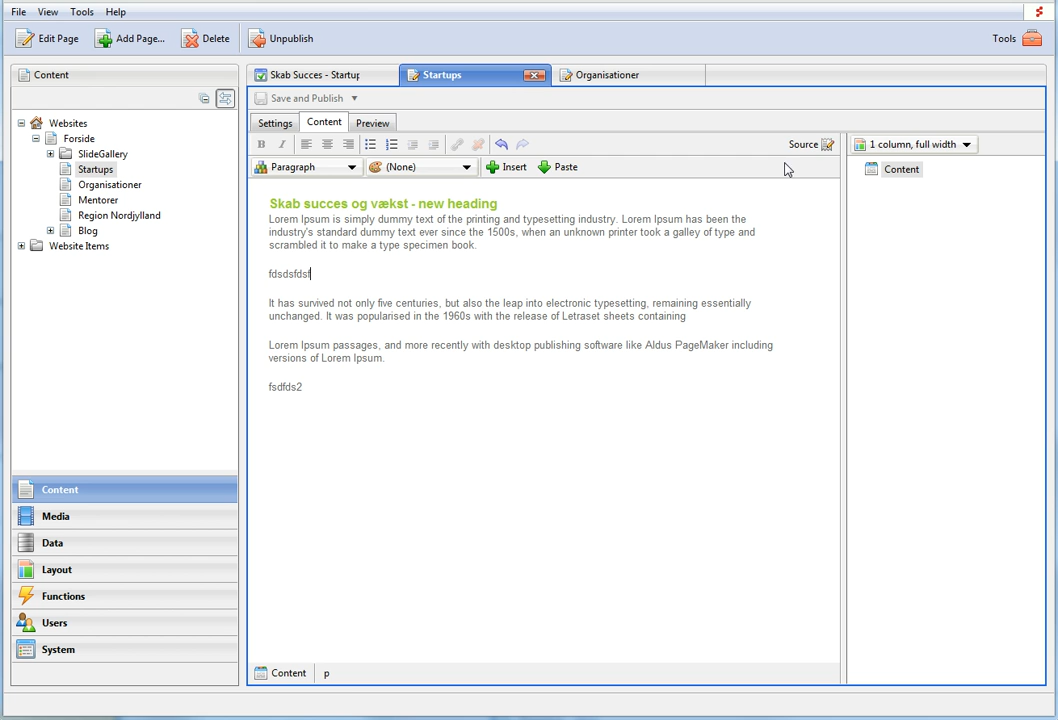 File View Tools Help
Edit Page Add Page... Delete Unpublish Tools
Content
Skab Succes - Startup Startups Organisationer
Save and Publish
Settings Content Preview
B I Source 1 column, full width
Paragraph (None) Insert Paste Content
Websites
Forside
SlideGallery
Startups
Organisationer
Mentorer
Region Nordjylland
Blog
Website Items
Skab succes og vækst - new heading
Lorem Ipsum is simply dummy text of the printing and typesetting industry. Lorem Ipsum has been the
industry's standard dummy text ever since the 1500s, when an unknown printer took a galley of type and
scrambled it to make a type specimen book.
fdsdsfdsf
It has survived not only five centuries, but also the leap into electronic typesetting, remaining essentially
unchanged. It was popularised in the 1960s with the release of Letraset sheets containing
Lorem Ipsum passages, and more recently with desktop publishing software like Aldus PageMaker including
versions of Lorem Ipsum.
fsdfds2
Content
Media
Data
Layout
Functions
Users
System
Content p